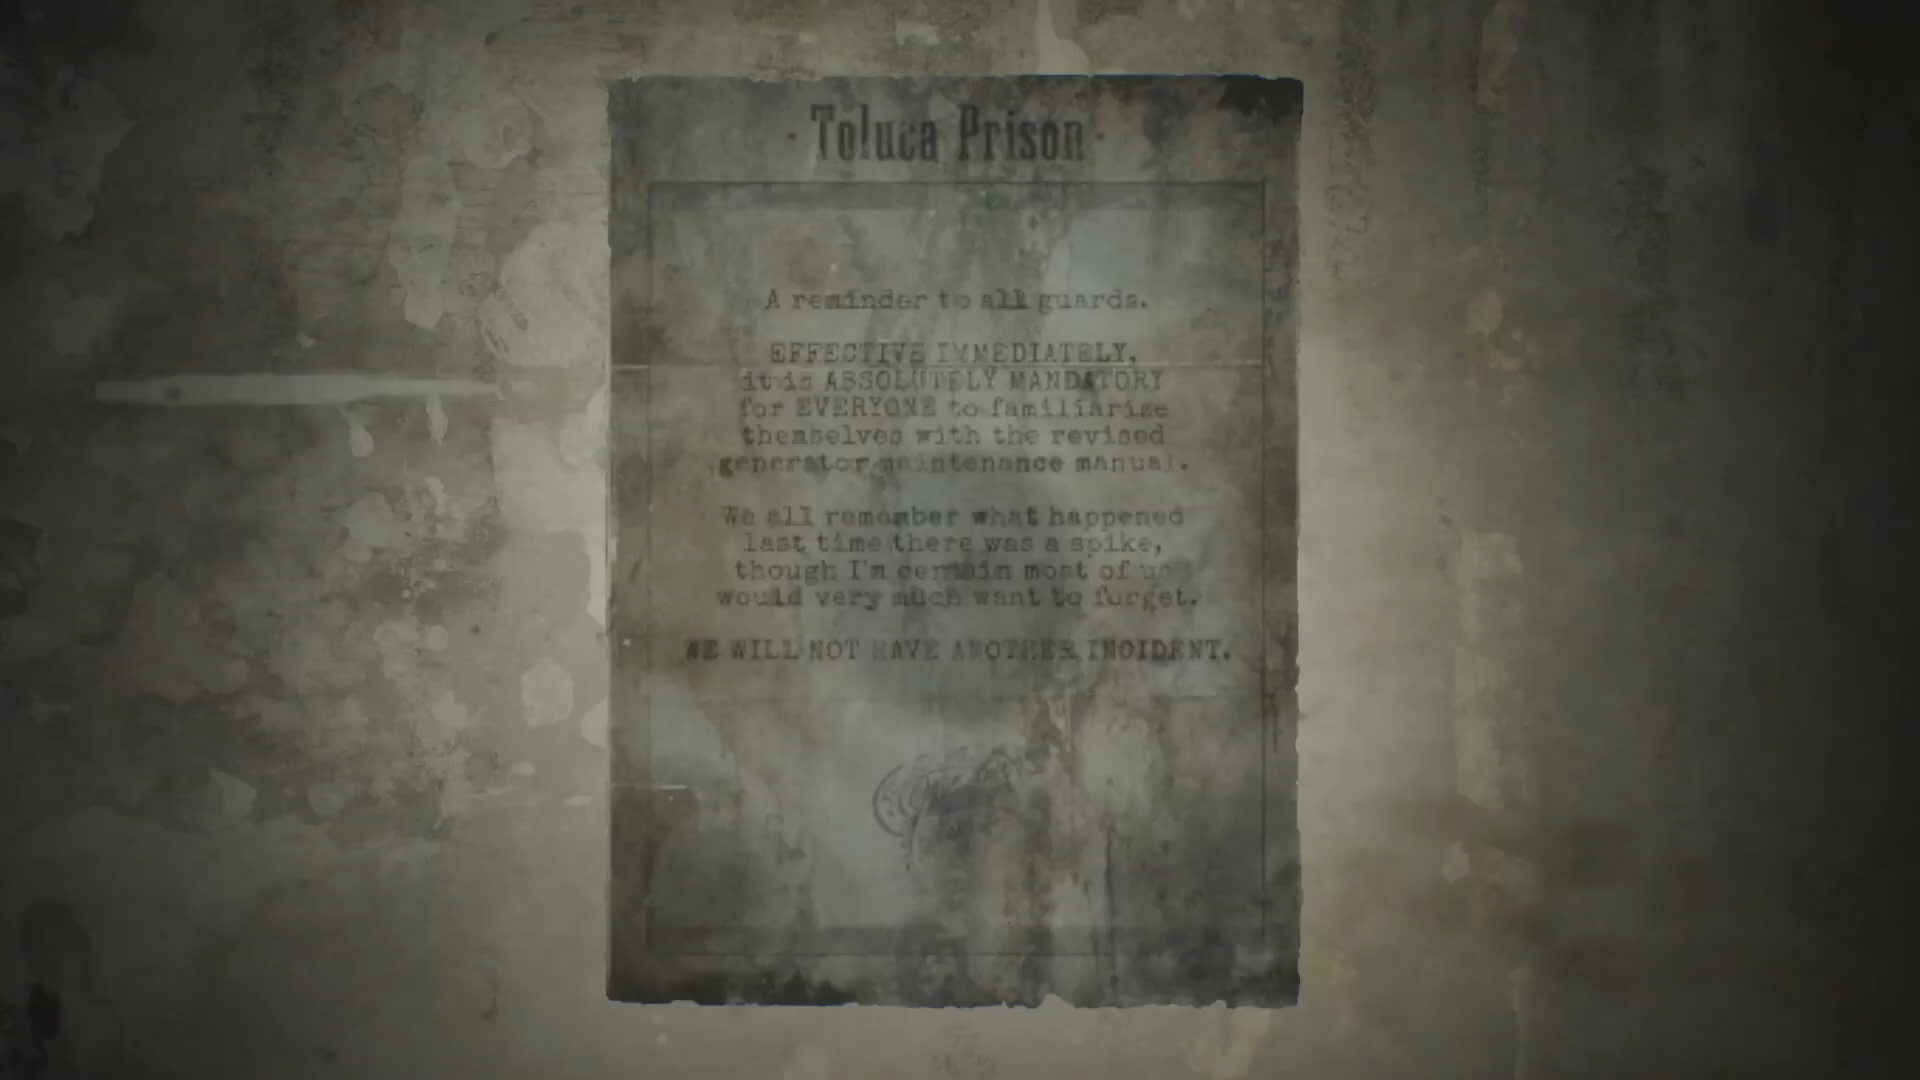 · Toluca Prison ·
A reminder to all guards.
EFFECTIVE IMMEDIATELY,
it is ABSOLUTELY MANDATORY
for EVERYONE to familiarize
themselves with the revised
generator maintenance manual.
We all remember what happened
last time there was a spike,
though I'm certain most of us
would very much want to forget.
WE WILL NOT HAVE ANOTHER INCIDENT.